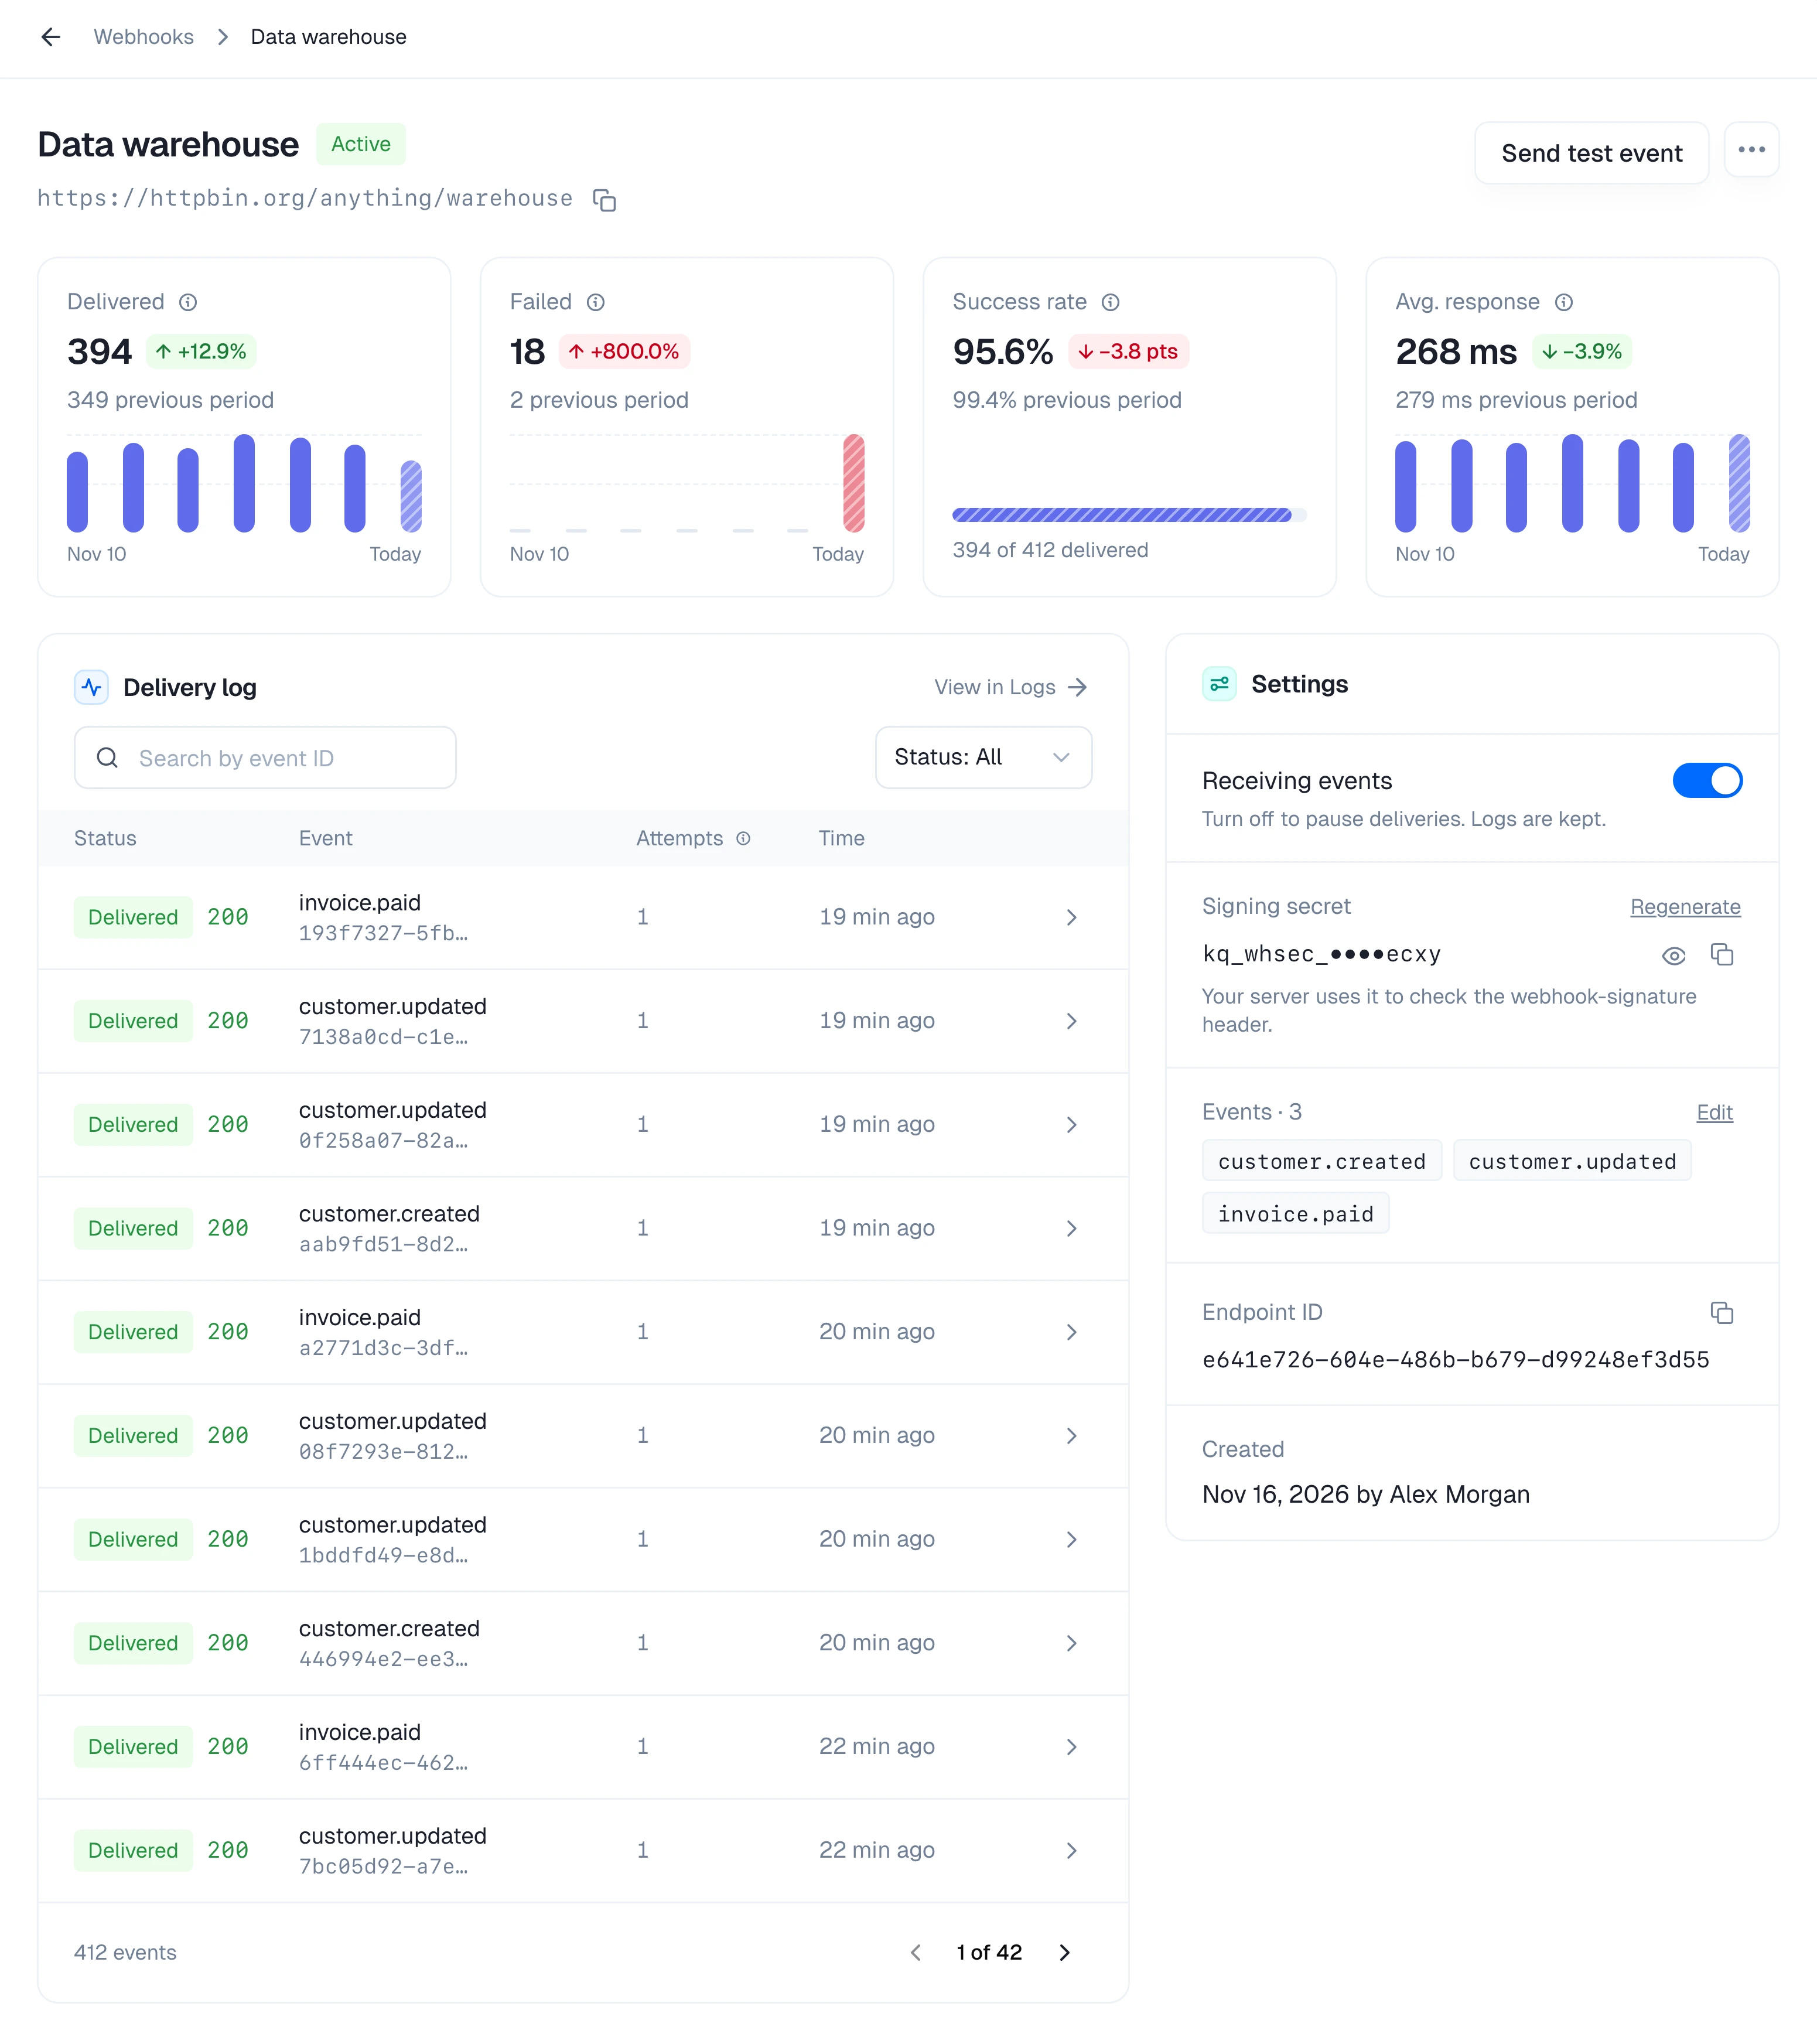 Webhooks > Data warehouse
Data warehouse Active
https://httpbin.org/anything/warehouse
Send test event
Delivered
394 ↑ +12.9%
349 previous period
Nov 10 Today
Failed
18 ↑ +800.0%
2 previous period
Nov 10 Today
Success rate
95.6% ↓ −3.8 pts
99.4% previous period
394 of 412 delivered
Avg. response
268 ms ↓ −3.9%
279 ms previous period
Nov 10 Today
Delivery log
View in Logs →
Search by event ID
Status: All
Status Event Attempts Time
Delivered 200 invoice.paid 1 19 min ago
193f7327-5fb…
Delivered 200 customer.updated 1 19 min ago
7138a0cd-c1e…
Delivered 200 customer.updated 1 19 min ago
0f258a07-82a…
Delivered 200 customer.created 1 19 min ago
aab9fd51-8d2…
Delivered 200 invoice.paid 1 20 min ago
a2771d3c-3df…
Delivered 200 customer.updated 1 20 min ago
08f7293e-812…
Delivered 200 customer.updated 1 20 min ago
1bddfd49-e8d…
Delivered 200 customer.created 1 20 min ago
446994e2-ee3…
Delivered 200 invoice.paid 1 22 min ago
6ff444ec-462…
Delivered 200 customer.updated 1 22 min ago
7bc05d92-a7e…
412 events
1 of 42
Settings
Receiving events
Turn off to pause deliveries. Logs are kept.
Signing secret Regenerate
kq_whsec_••••ecxy
Your server uses it to check the webhook-signature
header.
Events · 3 Edit
customer.created customer.updated
invoice.paid
Endpoint ID
e641e726-604e-486b-b679-d99248ef3d55
Created
Nov 16, 2026 by Alex Morgan